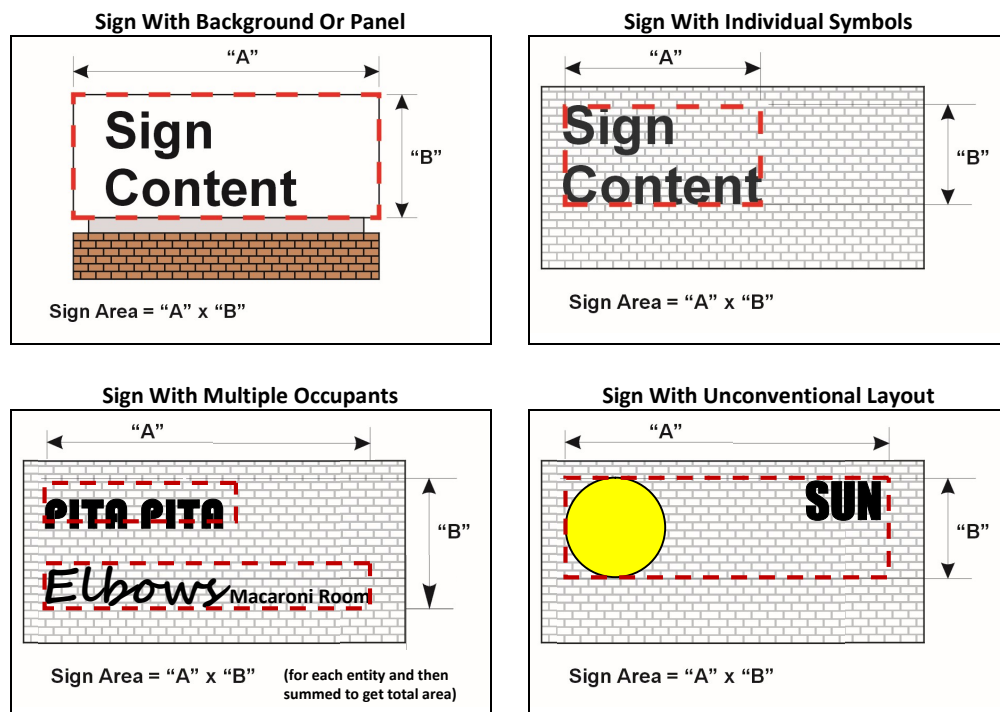 Sign With Background Or Panel
“A”
Sign
Content
“B”
Sign Area = “A” x “B”
Sign With Individual Symbols
“A”
Sign
Content
“B”
Sign Area = “A” x “B”
Sign With Multiple Occupants
“A”
PITA PITA
“B”
Elbows Macaroni Room
Sign Area = “A” x “B”
(for each entity and then
summed to get total area)
Sign With Unconventional Layout
“A”
SUN
“B”
Sign Area = “A” x “B”